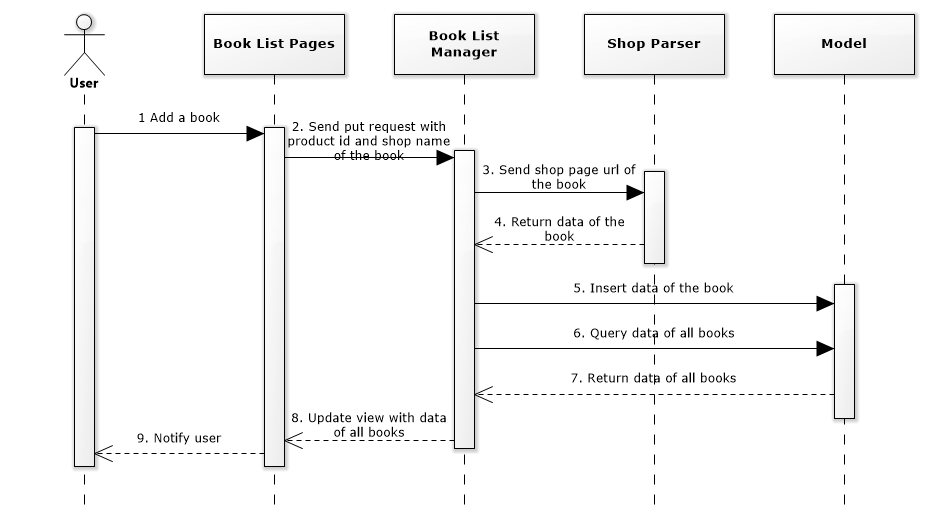 User
Book List Pages
Book List
Manager
Shop Parser
Model
1 Add a book
2. Send put request with
product id and shop name
of the book
3. Send shop page url of
the book
4. Return data of the
book
5. Insert data of the book
6. Query data of all books
7. Return data of all books
8. Update view with data
of all books
9. Notify user